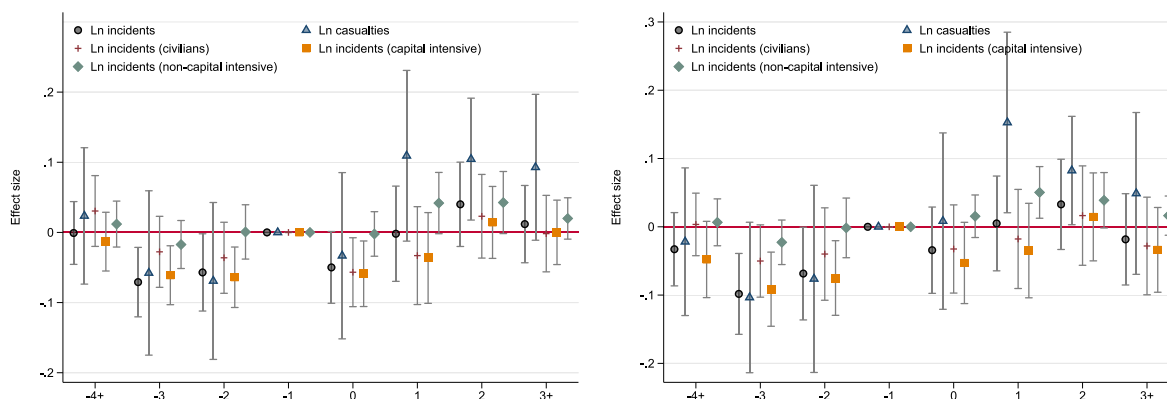 Ln incidents
Ln casualties
Ln incidents (civilians)
Ln incidents (capital intensive)
Ln incidents (non-capital intensive)
Effect size
.2
.1
0
-.1
-.2
-4+ -3 -2 -1 0 1 2 3+
Ln incidents
Ln casualties
Ln incidents (civilians)
Ln incidents (capital intensive)
Ln incidents (non-capital intensive)
Effect size
.3
.2
.1
0
-.1
-.2
-4+ -3 -2 -1 0 1 2 3+